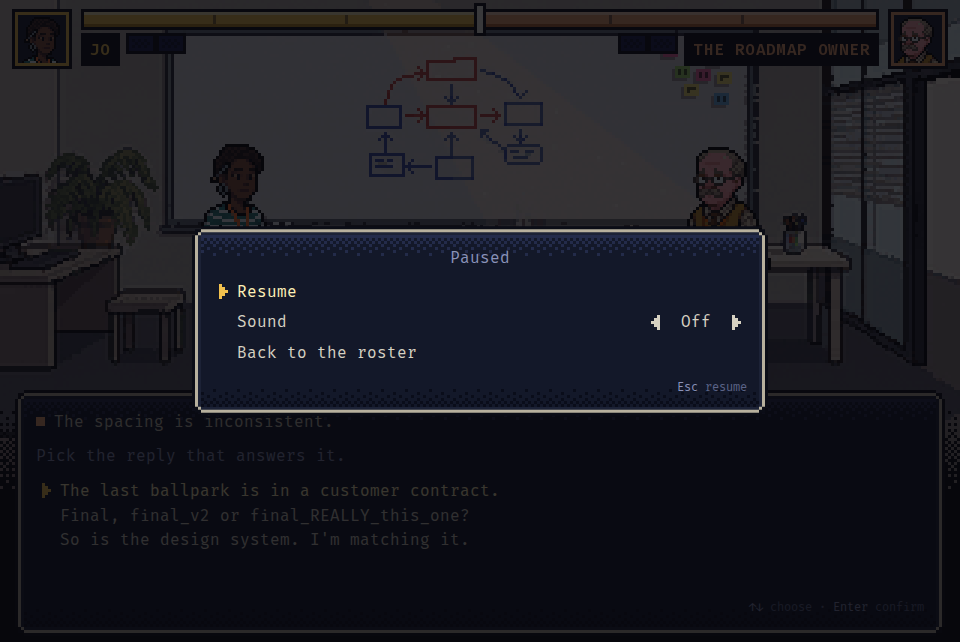 JO
THE ROADMAP OWNER
Paused
Resume
Sound Off
Back to the roster
Esc resume
The spacing is inconsistent.
Pick the reply that answers it.
The last ballpark is in a customer contract.
Final, final_v2 or final_REALLY_this_one?
So is the design system. I'm matching it.
↑↓ choose · Enter confirm